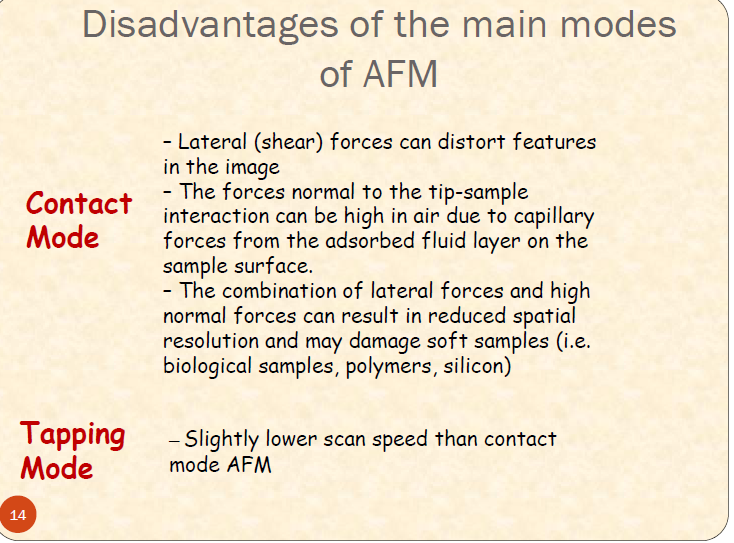 Disadvantages of the main modes
of AFM
Contact
Mode
– Lateral (shear) forces can distort features
in the image
– The forces normal to the tip-sample
interaction can be high in air due to capillary
forces from the adsorbed fluid layer on the
sample surface.
– The combination of lateral forces and high
normal forces can result in reduced spatial
resolution and may damage soft samples (i.e.
biological samples, polymers, silicon)
Tapping
Mode
– Slightly lower scan speed than contact
mode AFM
14